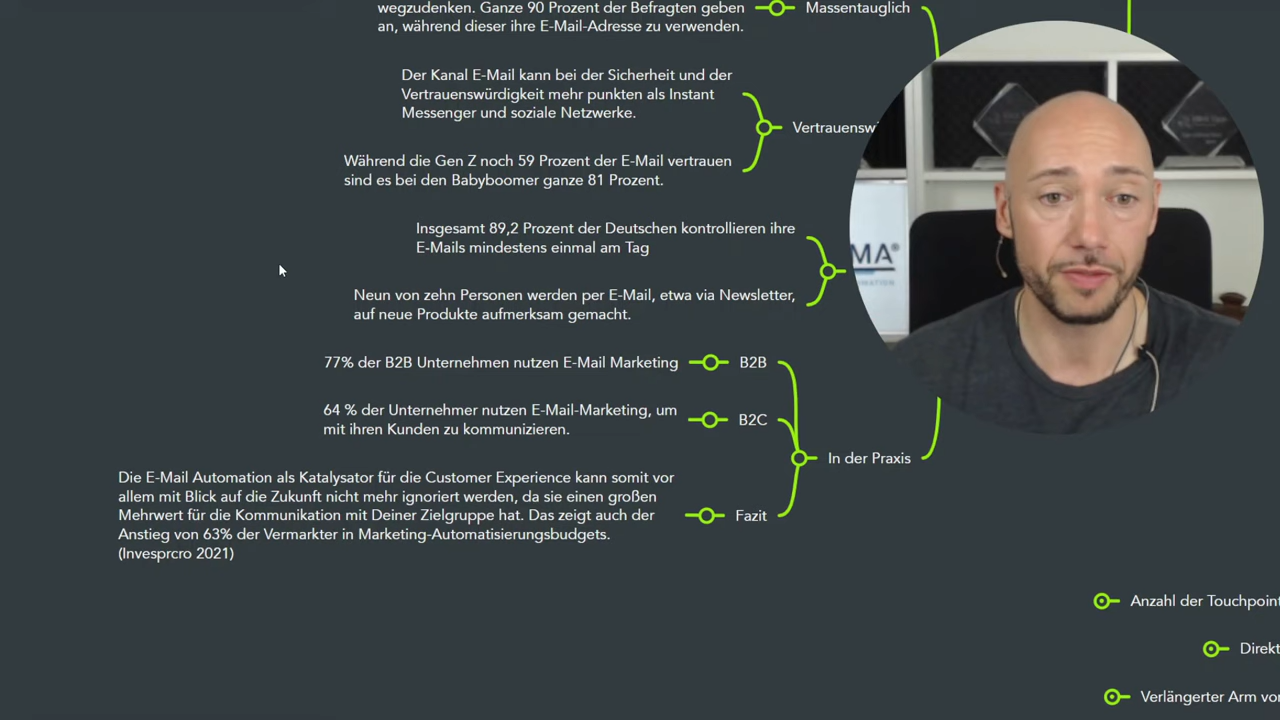 wegzudenken. Ganze 90 Prozent der Befragten geben
an, während dieser ihre E-Mail-Adresse zu verwenden.
Massentauglich
Der Kanal E-Mail kann bei der Sicherheit und der
Vertrauenswürdigkeit mehr punkten als Instant
Messenger und soziale Netzwerke.
Vertrauensw
Während die Gen Z noch 59 Prozent der E-Mail vertrauen
sind es bei den Babyboomer ganze 81 Prozent.
Insgesamt 89,2 Prozent der Deutschen kontrollieren ihre
E-Mails mindestens einmal am Tag
MA®
Neun von zehn Personen werden per E-Mail, etwa via Newsletter,
auf neue Produkte aufmerksam gemacht.
77% der B2B Unternehmen nutzen E-Mail Marketing
B2B
64 % der Unternehmer nutzen E-Mail-Marketing, um
mit ihren Kunden zu kommunizieren.
B2C
In der Praxis
Die E-Mail Automation als Katalysator für die Customer Experience kann somit vor
allem mit Blick auf die Zukunft nicht mehr ignoriert werden, da sie einen großen
Mehrwert für die Kommunikation mit Deiner Zielgruppe hat. Das zeigt auch der
Anstieg von 63% der Vermarkter in Marketing-Automatisierungsbudgets.
(Invesprcro 2021)
Fazit
Anzahl der Touchpoint
Direkt
Verlängerter Arm vo